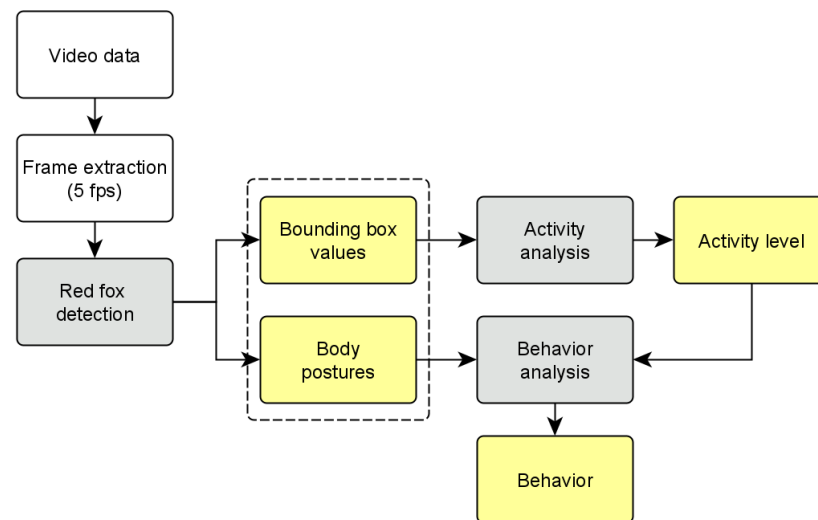 Video data
Frame extraction
(5 fps)
Red fox
detection
Bounding box
values
Body
postures
Activity
analysis
Activity level
Behavior
analysis
Behavior